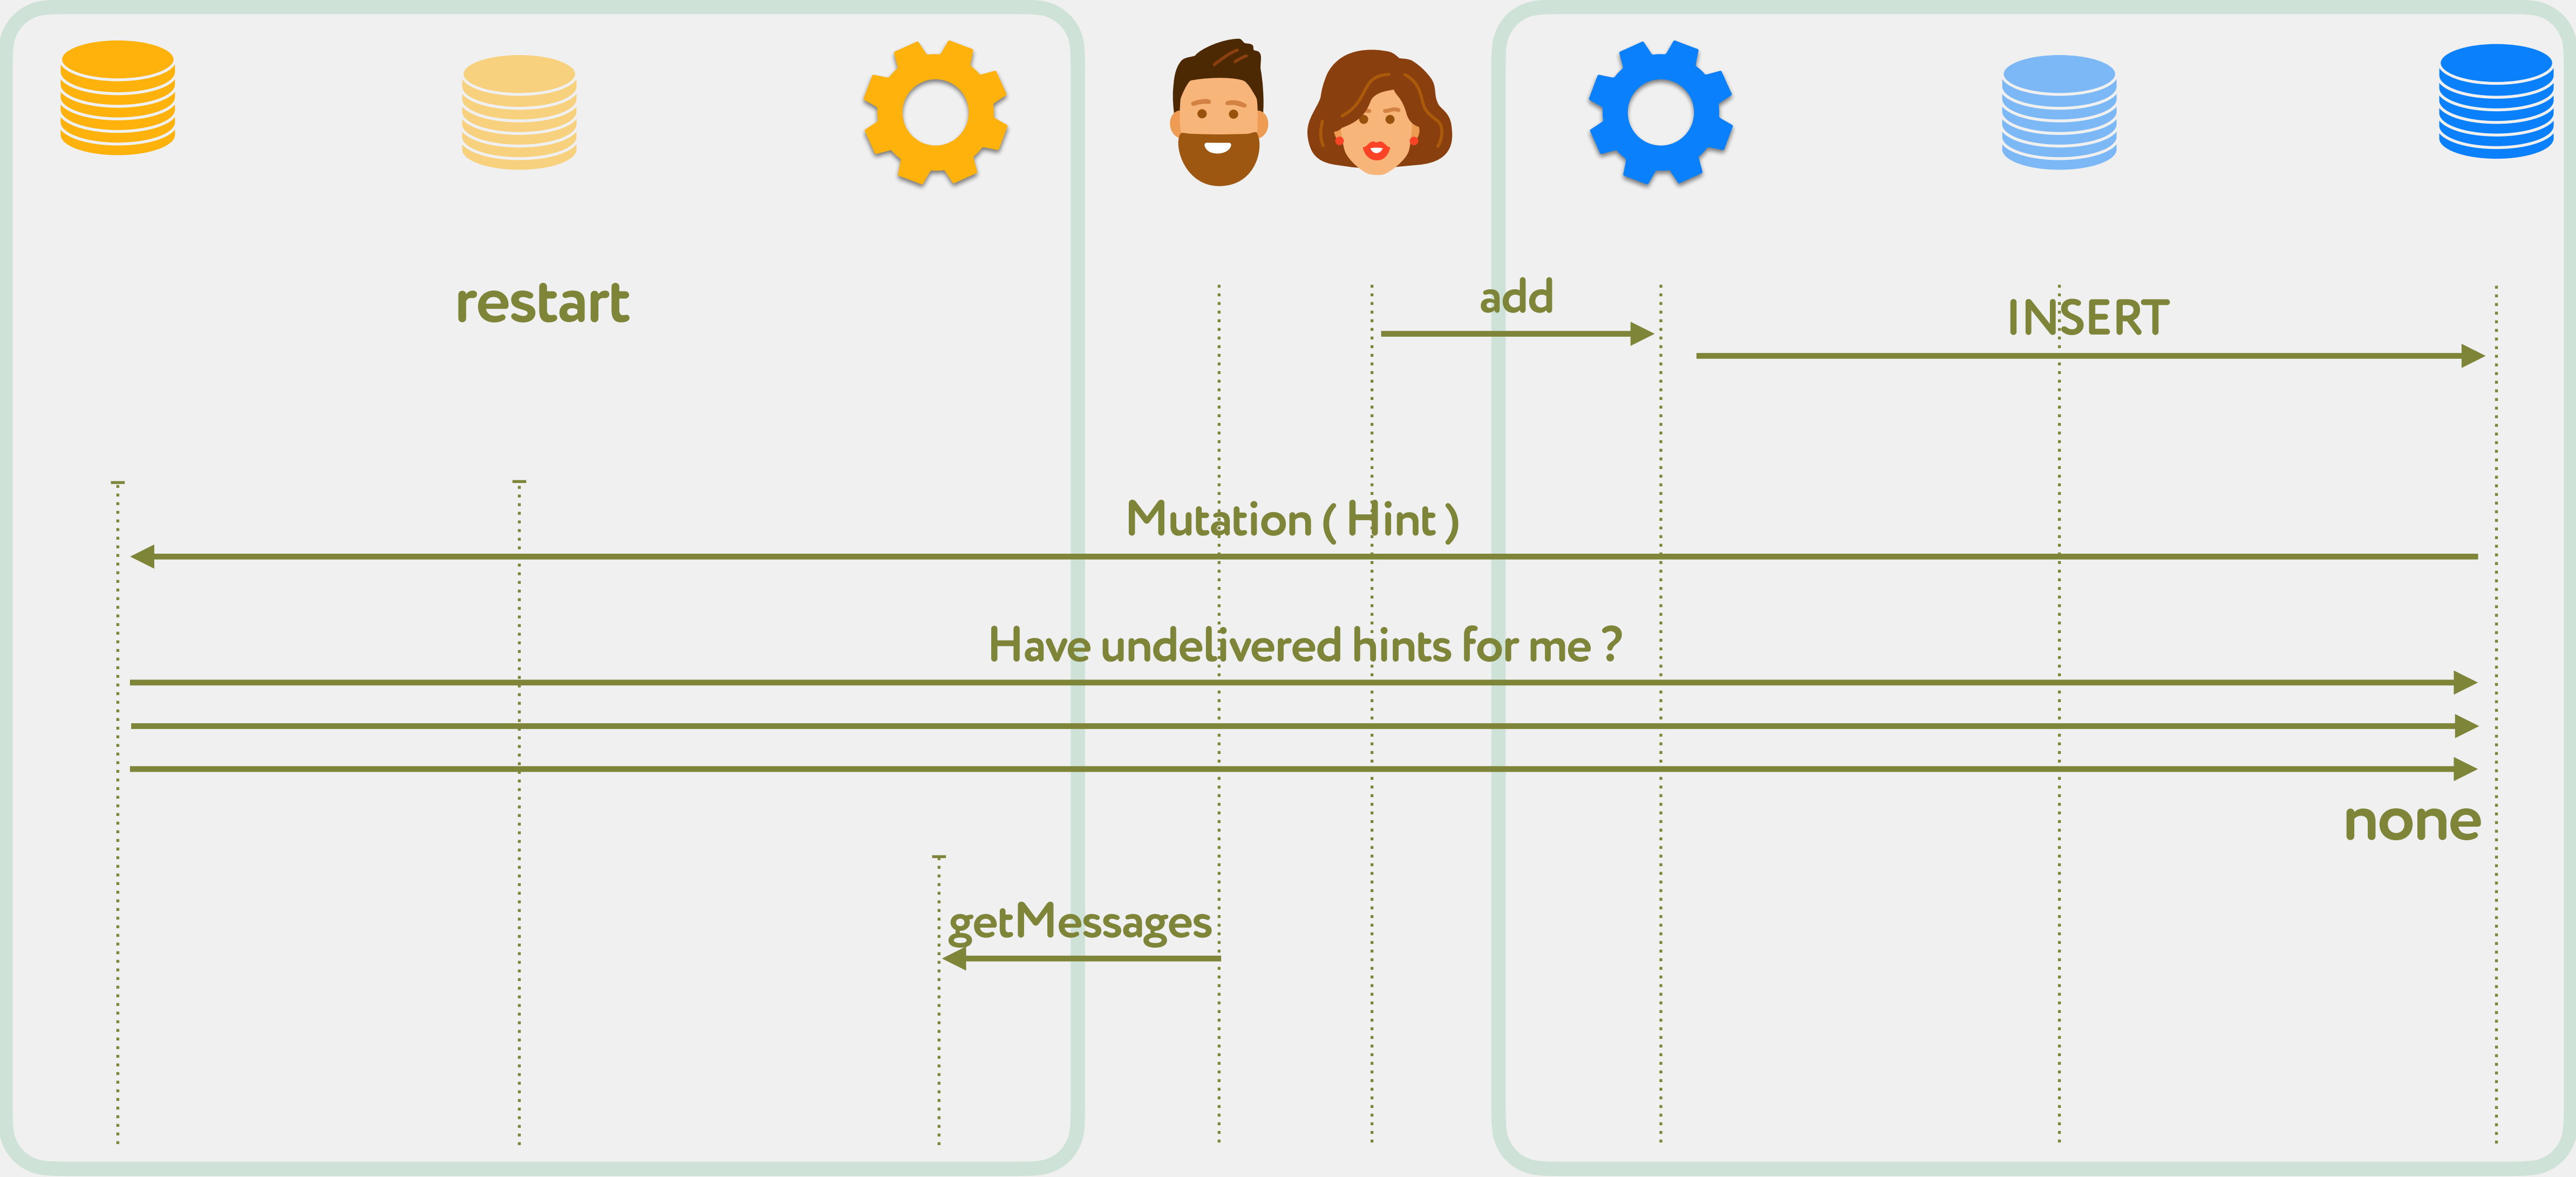 restart
add
INSERT
Mutation ( Hint )
Have undelivered hints for me ?
none
getMessages